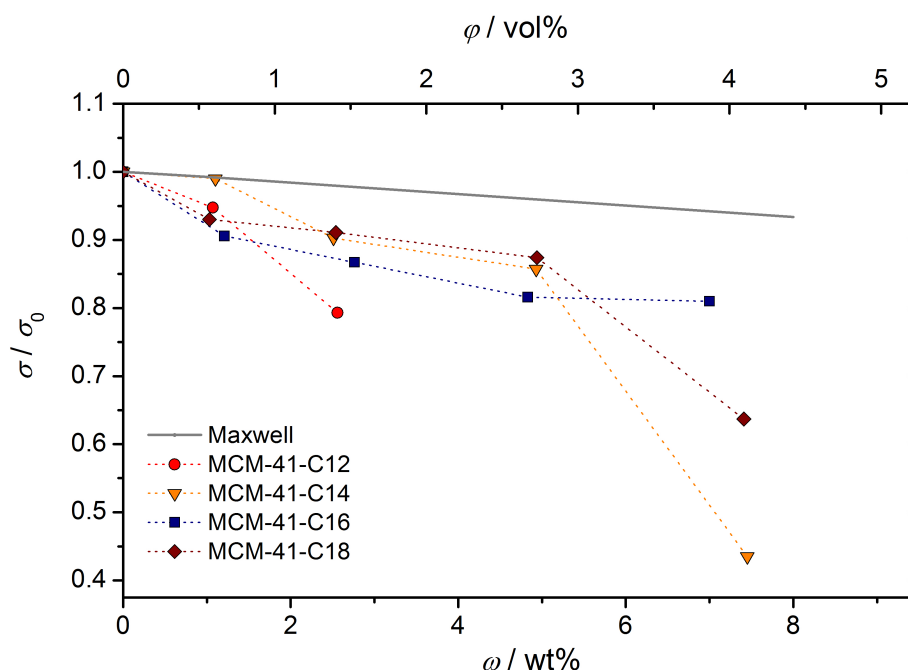 φ / vol%
0 1 2 3 4 5
1.1
1.0
0.9
0.8
0.7
0.6
0.5
0.4
σ / σ₀
Maxwell
MCM-41-C12
MCM-41-C14
MCM-41-C16
MCM-41-C18
0 2 4 6 8
ω / wt%